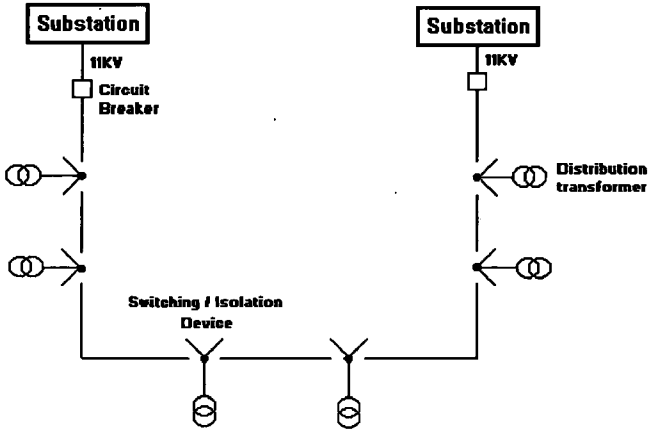 Substation
Substation
11KV
11KV
Circuit
Breaker
Distribution
transformer
Switching / Isolation
Device